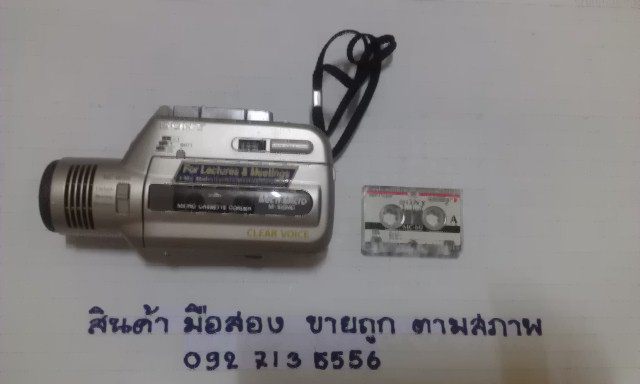 SONY
For Lectures & Meetings
MICRO CASSETTE-CORDER
CLEAR VOICE
SONY
A
สินค้า มือสอง ขายถูก ตามสภาพ
092 713 5556